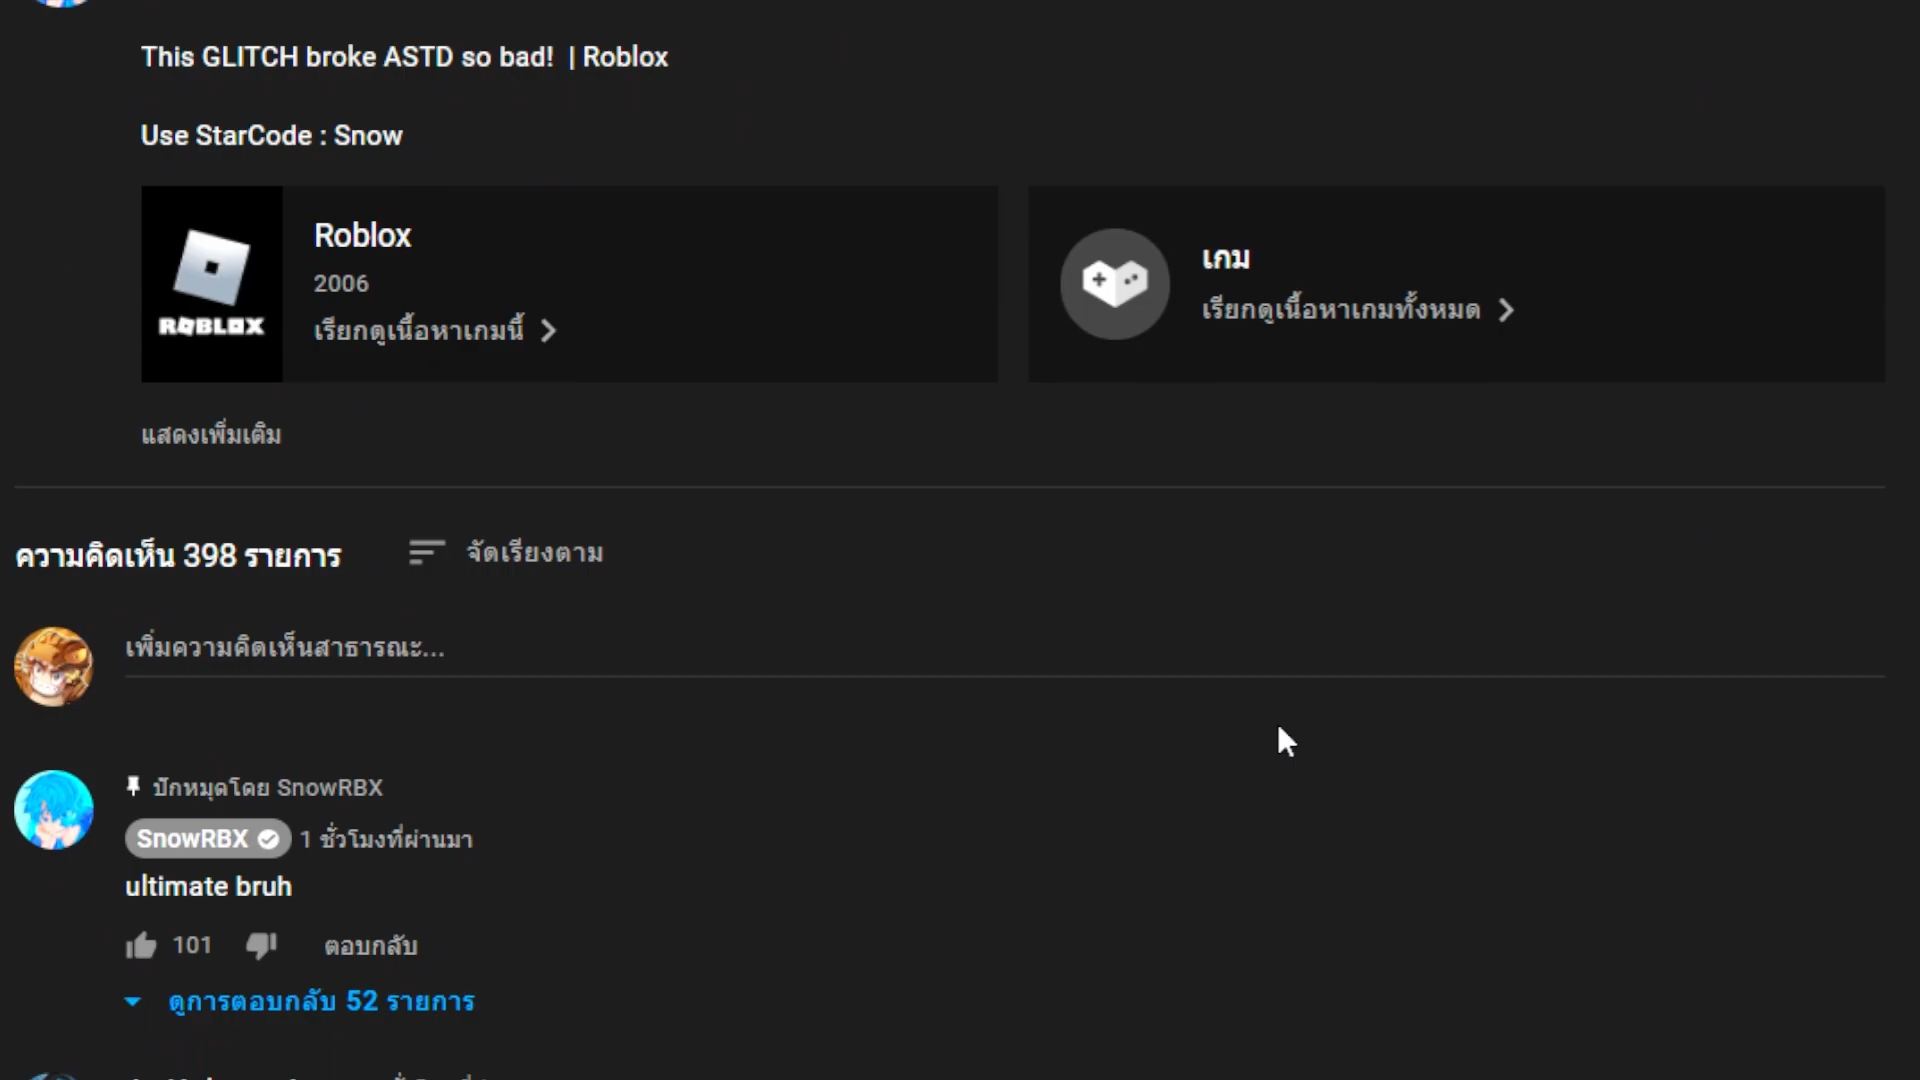 This GLITCH broke ASTD so bad! | Roblox
Use StarCode : Snow
Roblox
2006
เรียกดูเนื้อหาเกมนี้
ROBLOX
เกม
เรียกดูเนื้อหาเกมทั้งหมด
แสดงเพิ่มเติม
ความคิดเห็น 398 รายการ
จัดเรียงตาม
เพิ่มความคิดเห็นสาธารณะ...
ปักหมุดโดย SnowRBX
SnowRBX 1 ชั่วโมงที่ผ่านมา
ultimate bruh
101
ตอบกลับ
ดูการตอบกลับ 52 รายการ